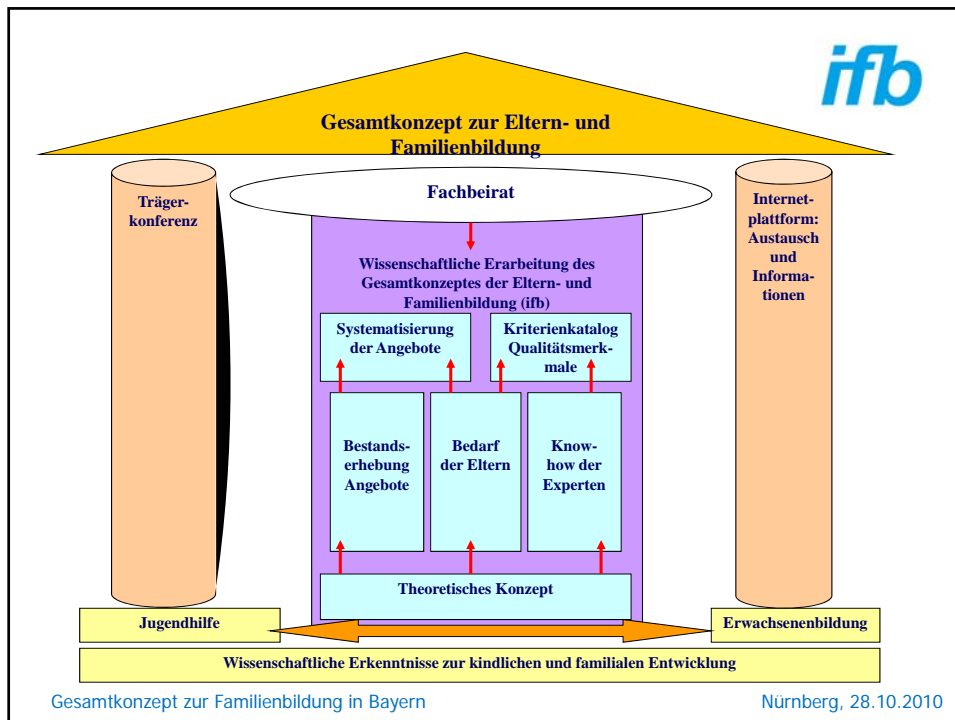 ifb
Gesamtkonzept zur Eltern- und
Familienbildung
Träger-
konferenz
Fachbeirat
Internet-
plattform:
Austausch
und
Informa-
tionen
Wissenschaftliche Erarbeitung des
Gesamtkonzeptes der Eltern- und
Familienbildung (ifb)
Systematisierung
der Angebote
Kriterienkatalog
Qualitätsmerk-
male
Bestands-
erhebung
Angebote
Bedarf
der Eltern
Know-
how der
Experten
Theoretisches Konzept
Jugendhilfe
Erwachsenenbildung
Wissenschaftliche Erkenntnisse zur kindlichen und familialen Entwicklung
Gesamtkonzept zur Familienbildung in Bayern
Nürnberg, 28.10.2010